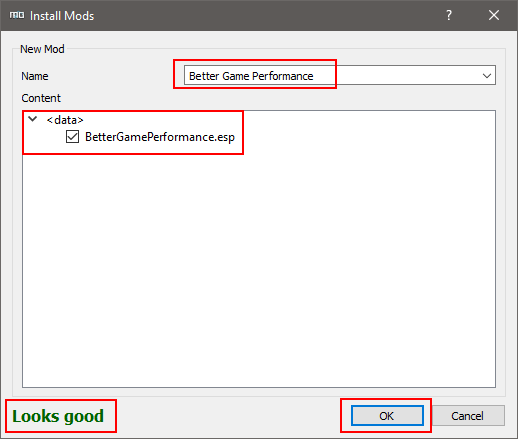 Install Mods
New Mod
Name
Better Game Performance
Content
<data>
BetterGamePerformance.esp
Looks good
OK
Cancel